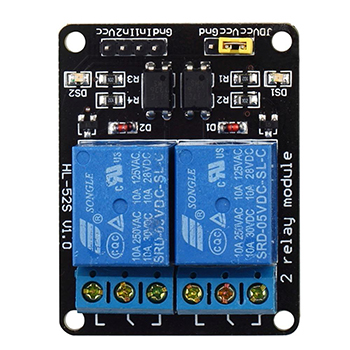 GndIn1In2Vcc
JDVccVccGnd
R3
R1
DS2
R4
R2
DS1
D2
D1
HL-52S V1.0
SONGLE
10A 250VAC 10A 125VAC
10A 30VDC 10A 28VDC
SRD-05VDC-SL-C
SONGLE
10A 250VAC 10A 125VAC
10A 30VDC 10A 28VDC
SRD-05VDC-SL-C
2 relay module